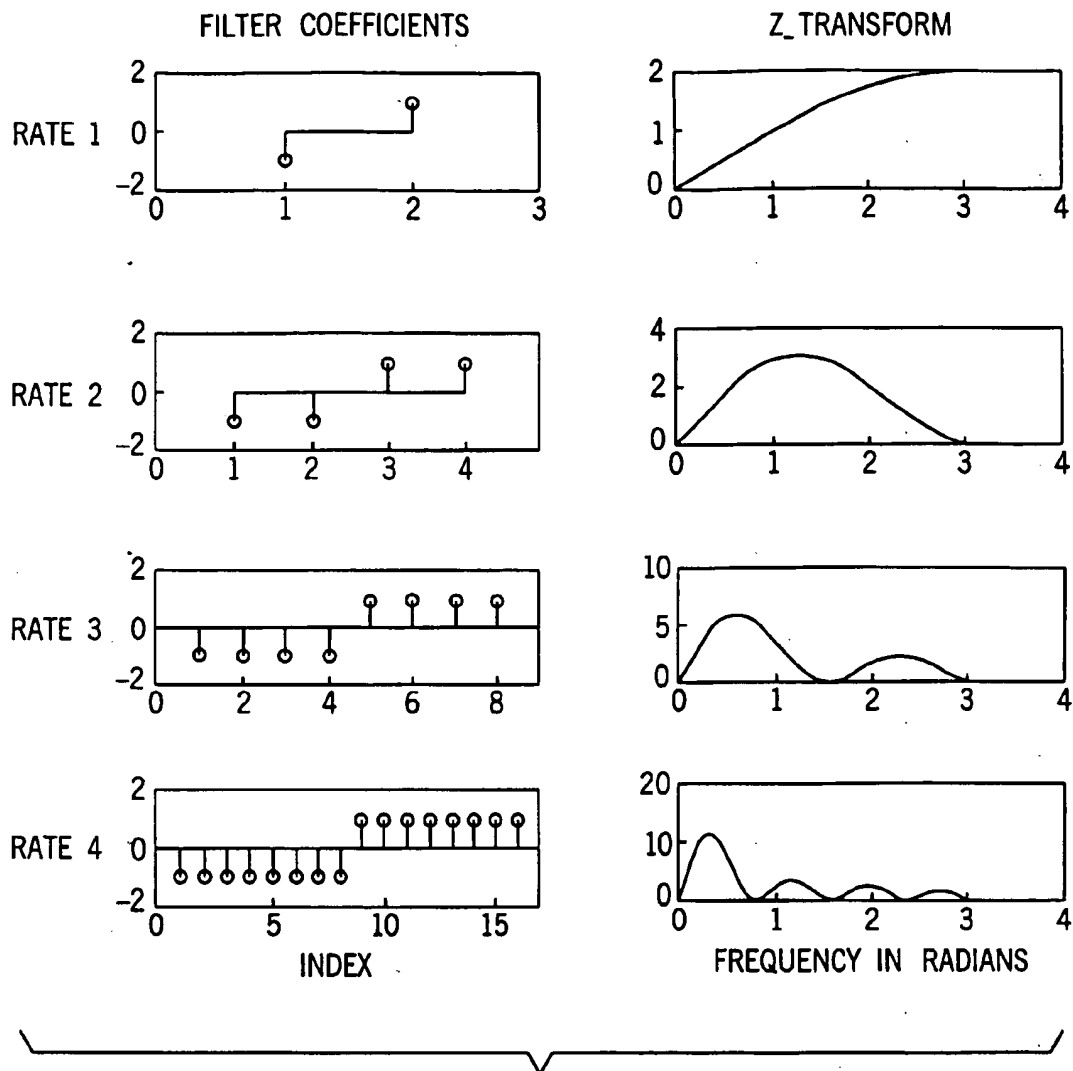 FILTER COEFFICIENTS
Z_TRANSFORM
RATE 1
2
0
-2
0 1 2 3
2
1
0
0 1 2 3 4
RATE 2
2
0
-2
0 1 2 3 4
4
2
0
0 1 2 3 4
RATE 3
2
0
-2
0 2 4 6 8
10
5
0
0 1 2 3 4
RATE 4
2
0
-2
0 5 10 15
INDEX
20
10
0
0 1 2 3 4
FREQUENCY IN RADIANS